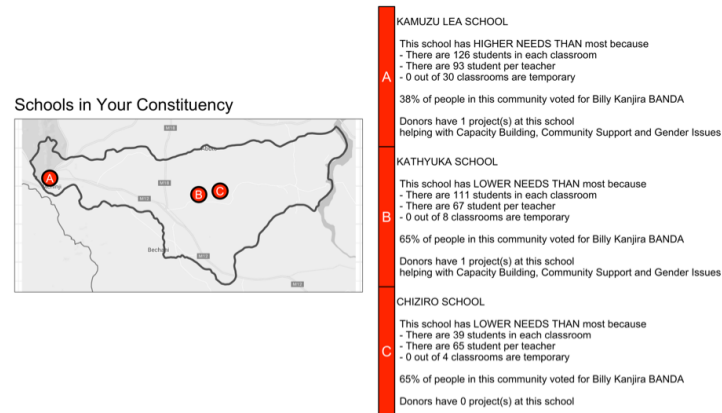 Schools in Your Constituency
M18
A
M18
B
C
M12
M12
M12
A
KAMUZU LEA SCHOOL
This school has HIGHER NEEDS THAN most because
- There are 126 students in each classroom
- There are 93 student per teacher
- 0 out of 30 classrooms are temporary
38% of people in this community voted for Billy Kanjira BANDA
Donors have 1 project(s) at this school
helping with Capacity Building, Community Support and Gender Issues
B
KATHYUKA SCHOOL
This school has LOWER NEEDS THAN most because
- There are 111 students in each classroom
- There are 67 student per teacher
- 0 out of 8 classrooms are temporary
65% of people in this community voted for Billy Kanjira BANDA
Donors have 1 project(s) at this school
helping with Capacity Building, Community Support and Gender Issues
C
CHIZIRO SCHOOL
This school has LOWER NEEDS THAN most because
- There are 39 students in each classroom
- There are 65 student per teacher
- 0 out of 4 classrooms are temporary
65% of people in this community voted for Billy Kanjira BANDA
Donors have 0 project(s) at this school